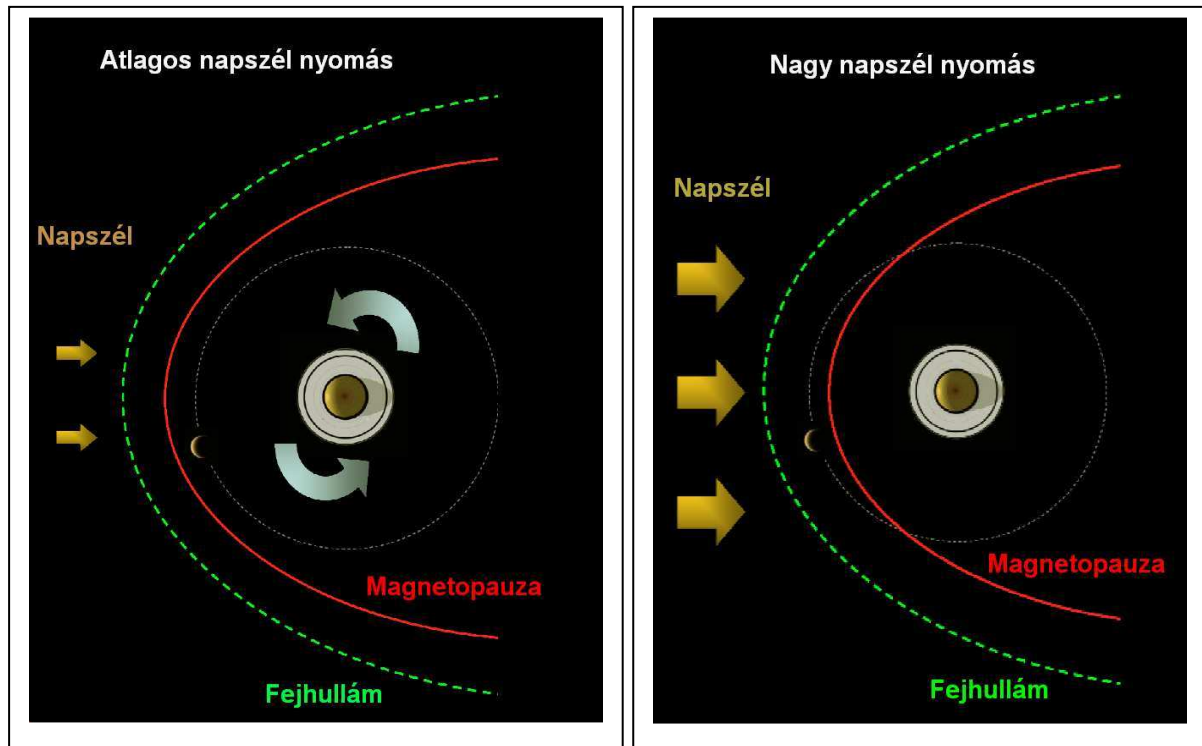 Atlagos napszél nyomás
Napszél
Magnetopauza
Fejhullám
Nagy napszél nyomás
Napszél
Magnetopauza
Fejhullám